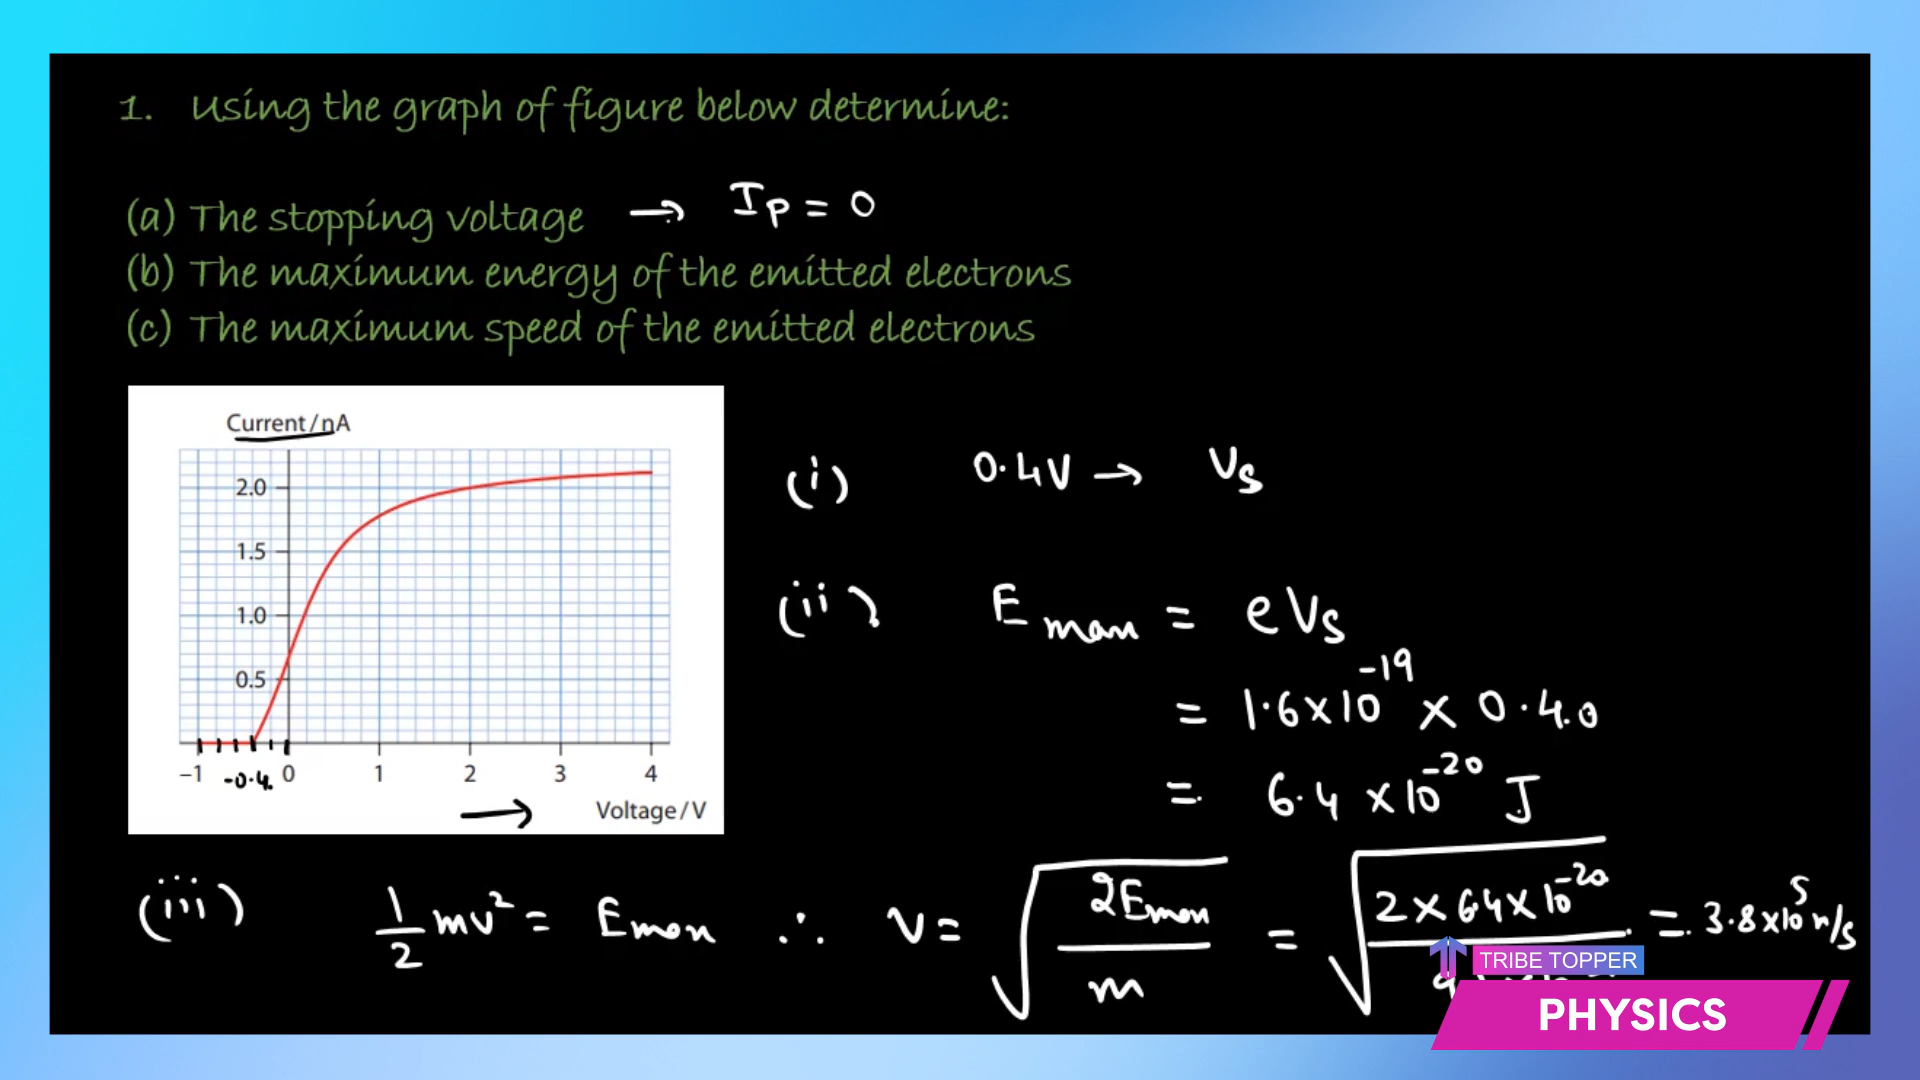 1. Using the graph of figure below determine:
(a) The stopping voltage → Ip = 0
(b) The maximum energy of the emitted electrons
(c) The maximum speed of the emitted electrons
Current/nA
2.0
1.5
1.0
0.5
−1 -0.4 0 1 2 3 4
Voltage/V
(i) 0.4V → Vs
(ii) Emax = eVs
= 1.6×10⁻¹⁹ × 0.4.0
= 6.4 ×10⁻²⁰ J
(iii) 1/2 mv² = Emax ∴ v = √(2Emax/m) = √(2×64×10⁻²⁰/ = 3.8×10⁵ m/s
TRIBE TOPPER
PHYSICS